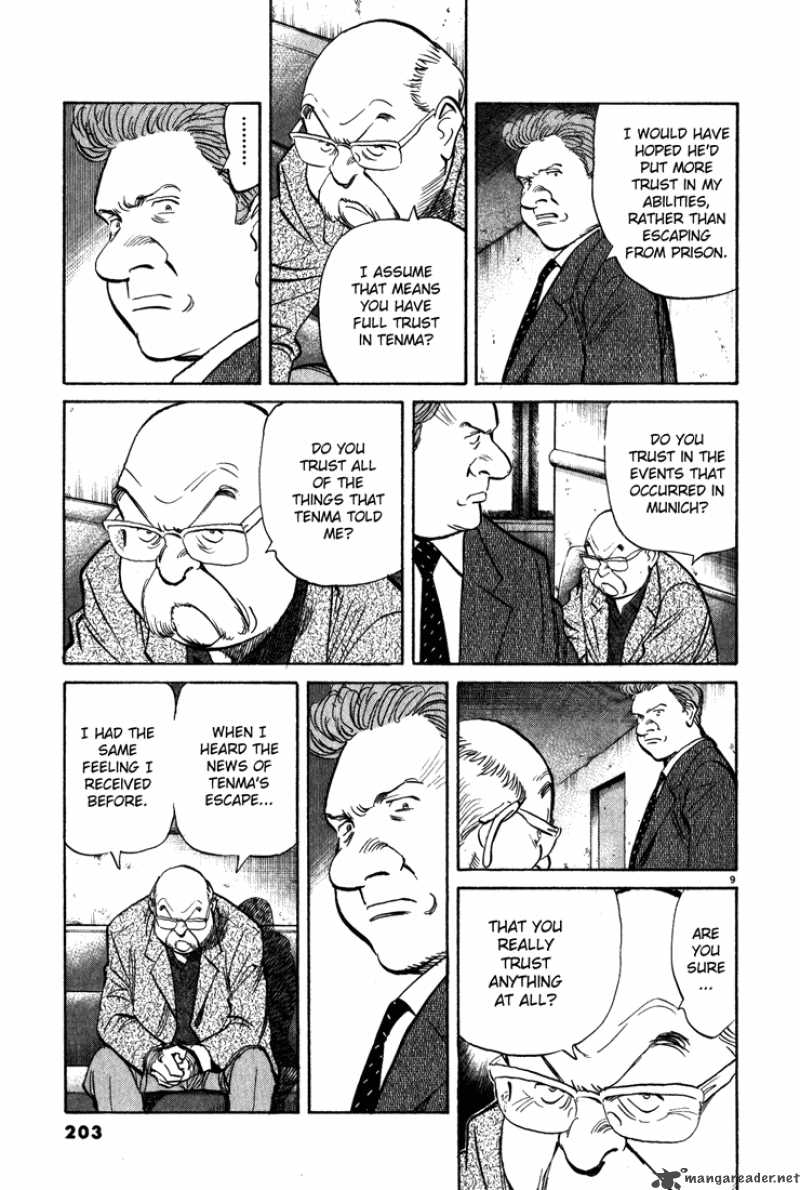 I WOULD HAVE
HOPED HE'D
PUT MORE
TRUST IN MY
ABILITIES,
RATHER THAN
ESCAPING
FROM PRISON.
I ASSUME
THAT MEANS
YOU HAVE
FULL TRUST
IN TENMA?
.........
DO YOU
TRUST IN THE
EVENTS THAT
OCCURRED IN
MUNICH?
DO YOU
TRUST ALL
OF THE
THINGS THAT
TENMA TOLD
ME?
9
ARE
YOU
SURE
...
THAT YOU
REALLY
TRUST
ANYTHING
AT ALL?
WHEN I
HEARD THE
NEWS OF
TENMA'S
ESCAPE...
I HAD THE
SAME
FEELING I
RECEIVED
BEFORE.
203
mangareader.net